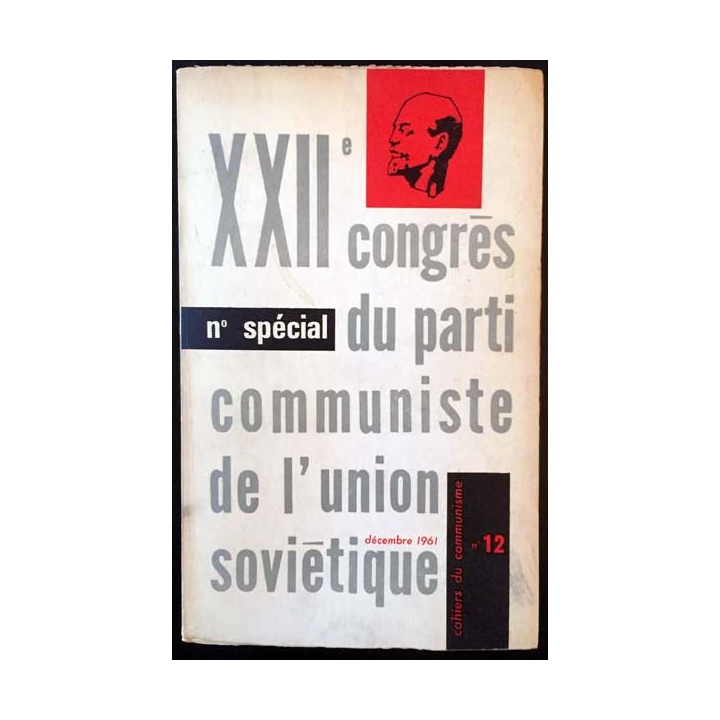 XXIIe
congrès
nº spécial
du parti
communiste
de l'union
décembre 1961
soviétique
cahiers du communisme
nº 12